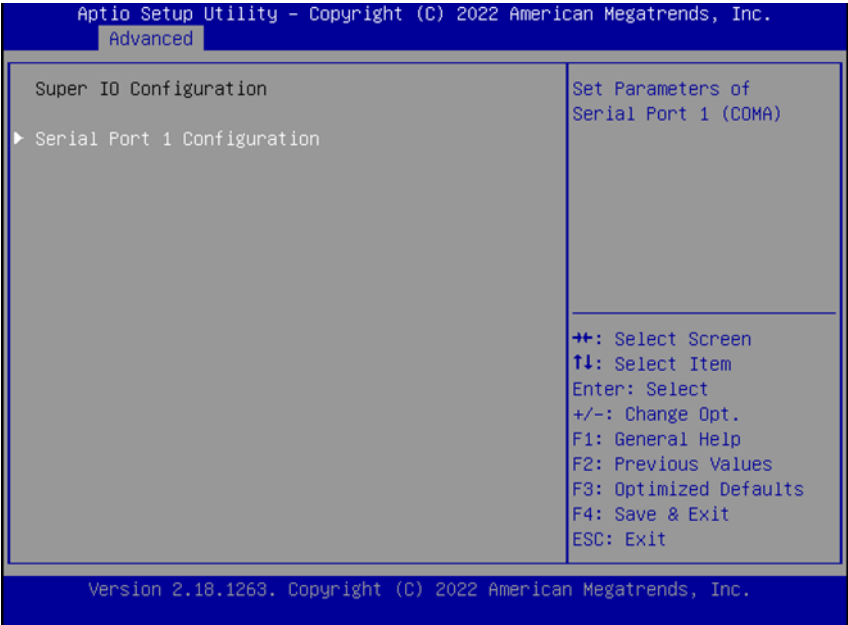 Aptio Setup Utility – Copyright (C) 2022 American Megatrends, Inc.
Advanced
Super IO Configuration
▶ Serial Port 1 Configuration
Set Parameters of
Serial Port 1 (COMA)
→←: Select Screen
↑↓: Select Item
Enter: Select
+/-: Change Opt.
F1: General Help
F2: Previous Values
F3: Optimized Defaults
F4: Save & Exit
ESC: Exit
Version 2.18.1263. Copyright (C) 2022 American Megatrends, Inc.